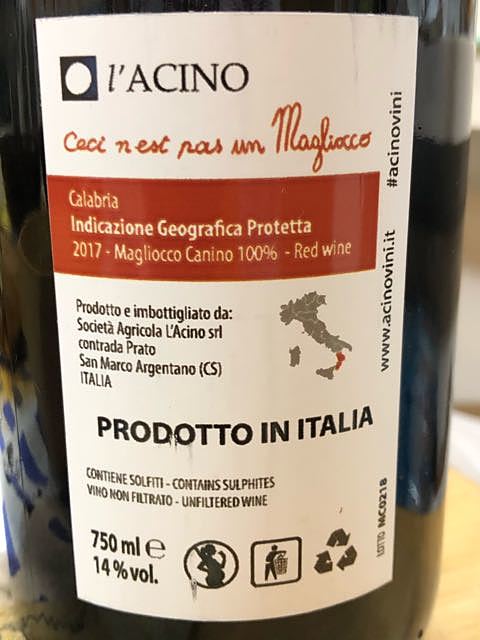 l'ACINO
Ceci n'est pas un Magliocco
Calabria
Indicazione Geografica Protetta
2017 - Magliocco Canino 100% - Red wine
Prodotto e imbottigliato da:
Società Agricola L'Acino srl
contrada Prato
San Marco Argentano (CS)
ITALIA
PRODOTTO IN ITALIA
CONTIENE SOLFITI - CONTAINS SULPHITES
VINO NON FILTRATO - UNFILTERED WINE
750 ml e
14 % vol.
#acinovini
www.acinovini.it
LOTTO MC0218